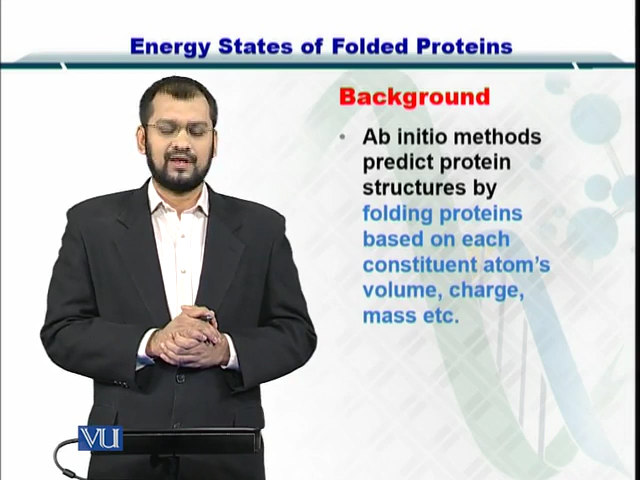 Energy States of Folded Proteins
Background
• Ab initio methods
predict protein
structures by
folding proteins
based on each
constituent atom's
volume, charge,
mass etc.
VU